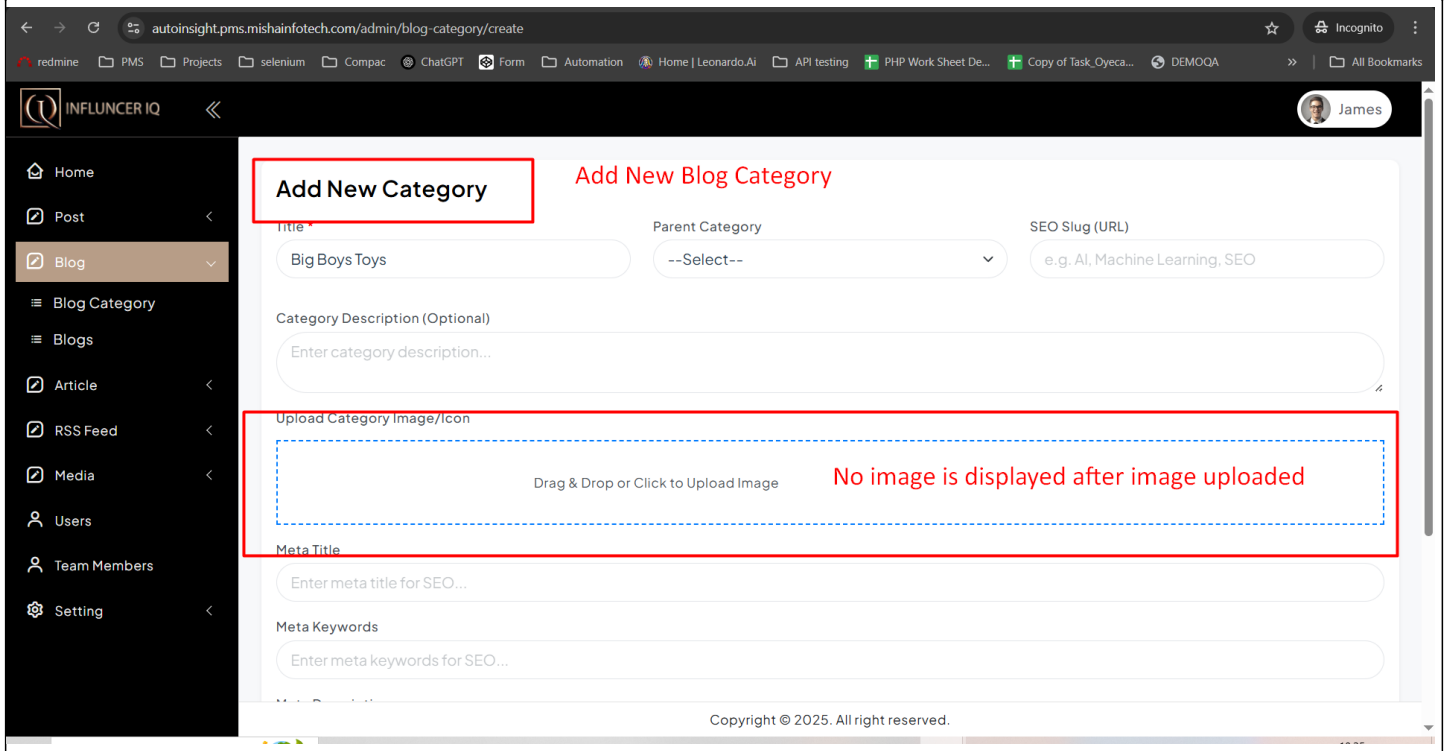 autoinsight.pms.mishainfotech.com/admin/blog-category/create
Incognito
redmine PMS Projects selenium Compac ChatGPT Form Automation Home | Leonardo.Ai API testing PHP Work Sheet De... Copy of Task_Oyeca... DEMOQA » All Bookmarks
INFLUNCER IQ
James
Home
Post
Blog
Blog Category
Blogs
Article
RSS Feed
Media
Users
Team Members
Setting
Add New Category
Add New Blog Category
Title *
Parent Category
SEO Slug (URL)
Big Boys Toys
--Select--
e.g. AI, Machine Learning, SEO
Category Description (Optional)
Enter category description...
Upload Category Image/Icon
Drag & Drop or Click to Upload Image
No image is displayed after image uploaded
Meta Title
Enter meta title for SEO...
Meta Keywords
Enter meta keywords for SEO...
Copyright © 2025. All right reserved.